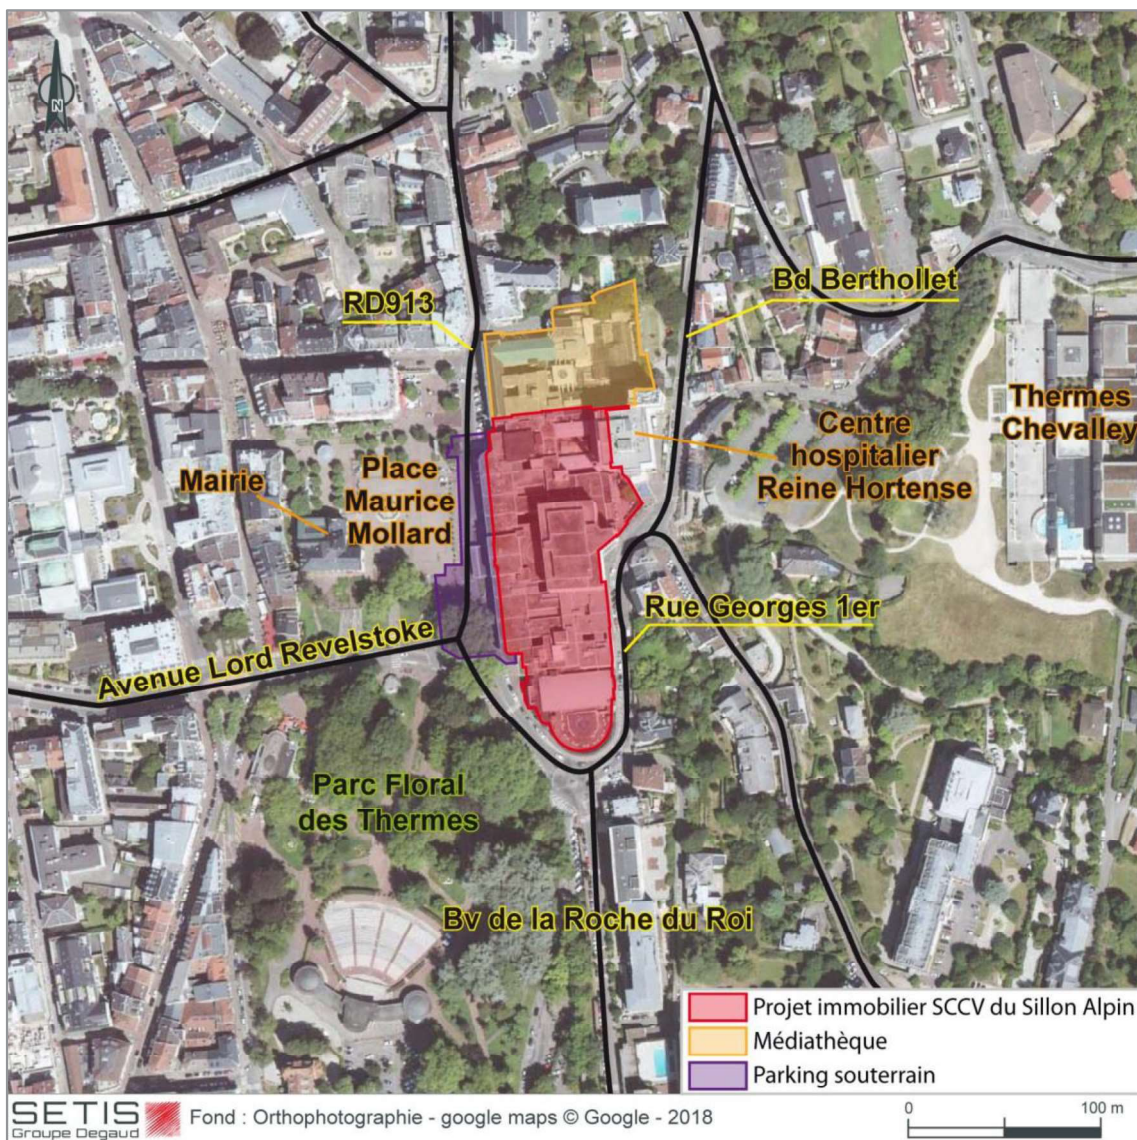 N
RD913
Bd Berthollet
Thermes
Chevalley
Centre
hospitalier
Reine Hortense
Mairie
Place
Maurice
Mollard
Rue Georges 1er
Avenue Lord Revelstoke
Parc Floral
des Thermes
Bv de la Roche du Roi
Projet immobilier SCCV du Sillon Alpin
Médiathèque
Parking souterrain
SETIS
Groupe Degaud
Fond : Orthophotographie - google maps © Google - 2018
0
100 m